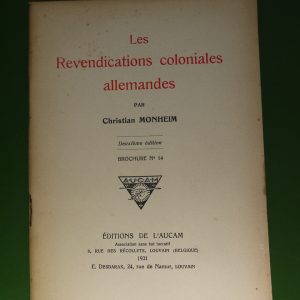 Les
Revendications coloniales
allemandes
PAR
Christian MONHEIM
Deuxième édition
BROCHURE Nº 14
AUCAM
ÉDITIONS DE L'AUCAM
Association sans but lucratif
8, RUE DES RÉCOLLETS, LOUVAIN (BELGIQUE)
1931
E. DESBARAX, 24, rue de Namur, LOUVAIN